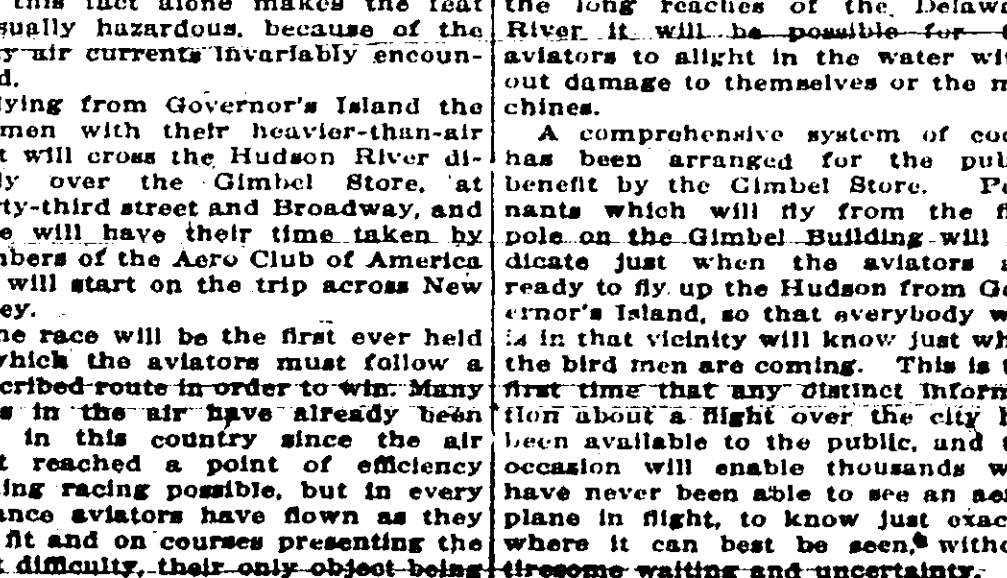 this fact alone makes the feat
sually hazardous, because of the
y air currents invariably encoun-
d.
lying from Governor's Island the
men with their heavier-than-air
t will cross the Hudson River di-
ly over the Gimbel Store, at
rty-third street and Broadway, and
e will have their time taken by
mbers of the Aero Club of America
will start on the trip across New
ey.
ne race will be the first ever held
which the aviators must follow a
cribed route in order to win. Many
s in the air have already been
in this country since the air
t reached a point of efficiency
ing racing possible, but in every
ance aviators have flown as they
fit and on courses presenting the
t difficulty, their only object being
the long reaches of the Delawa
River it will be possible for t
aviators to alight in the water wit
out damage to themselves or the m
chines.
A comprehensive system of cod
has been arranged for the pub
benefit by the Gimbel Store. Pe
nants which will fly from the fl
pole on the Gimbel Building will
dicate just when the aviators a
ready to fly up the Hudson from Go
ernor's Island, so that everybody w
is in that vicinity will know just wh
the bird men are coming. This is t
first time that any distinct inform
tion about a flight over the city h
been available to the public, and t
occasion will enable thousands w
have never been able to see an aer
plane in flight, to know just exac
where it can best be seen, witho
tiresome waiting and uncertainty.